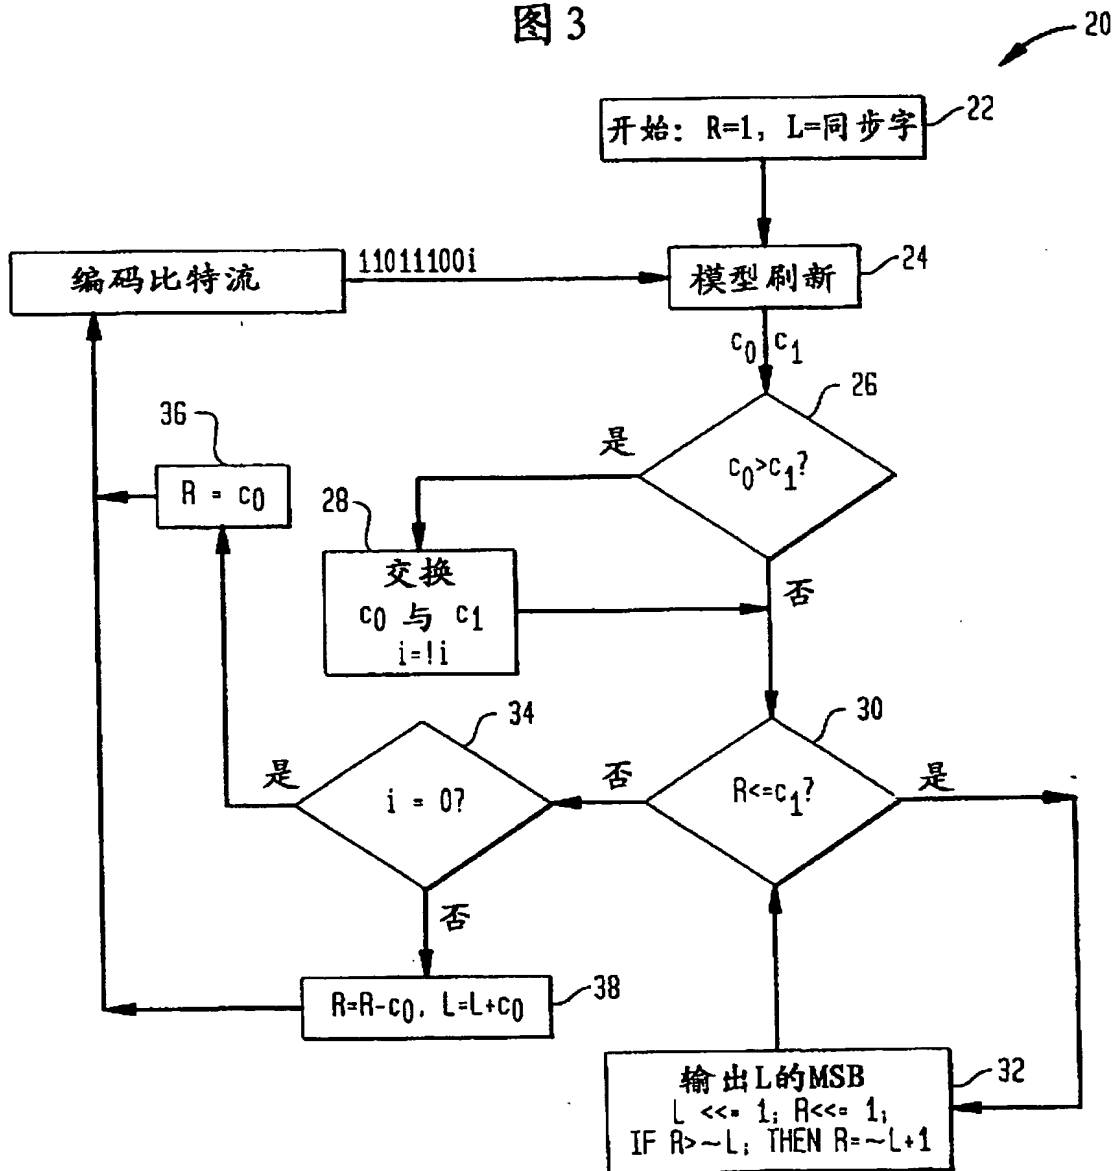 图3
20
开始: R=1, L=同步字
22
编码比特流
11011100i
模型刷新
24
c0 c1
26
c0>c1?
是
否
28
交换
c0 与 c1
i=!i
36
R = c0
34
i = 0?
是
否
30
R<=c1?
否
是
R=R-c0, L=L+c0
38
输出L的MSB
L <<= 1; R<<= 1;
IF R>~L; THEN R=~L+1
32